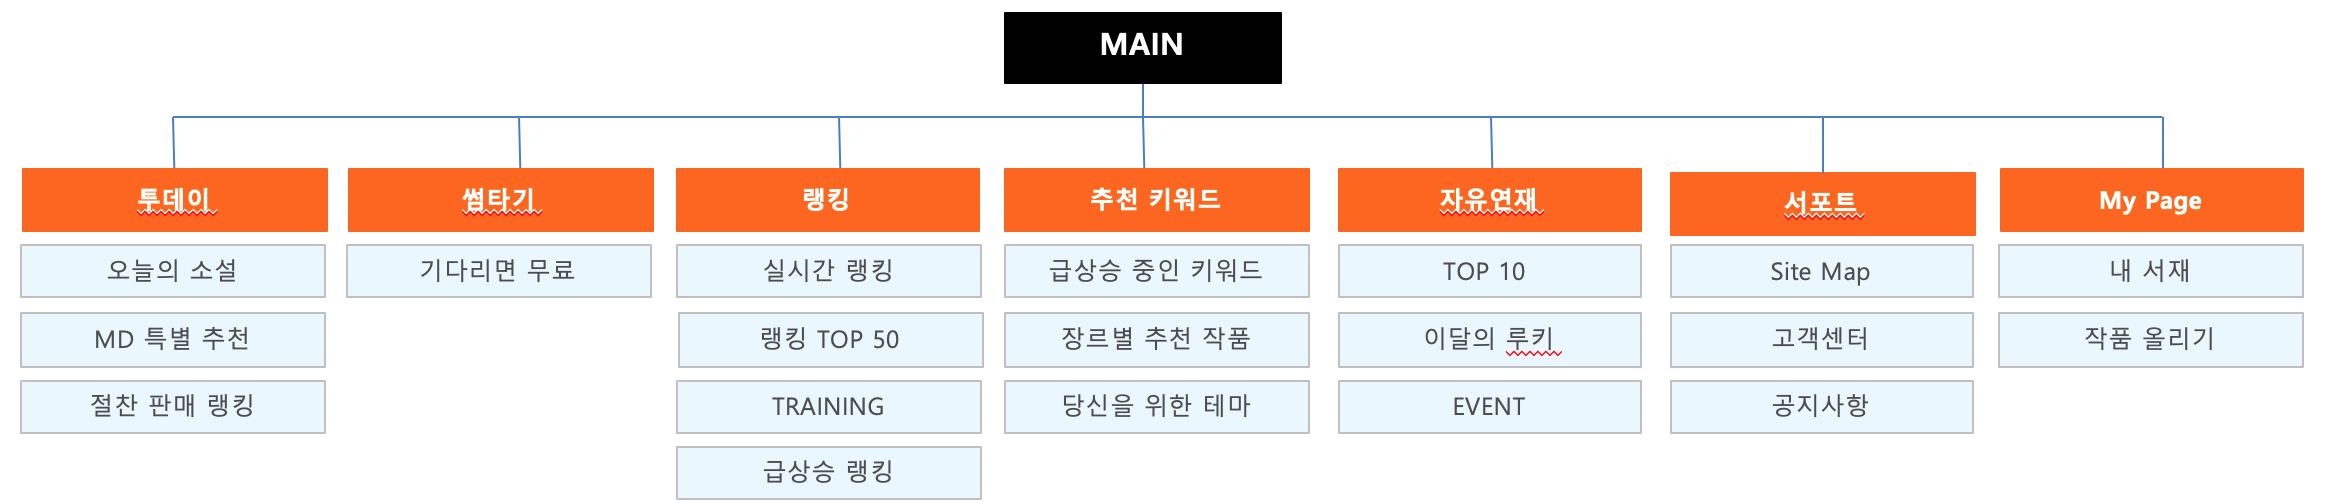 MAIN
투데이
썸타기
랭킹
추천 키워드
자유연재
서포트
My Page
오늘의 소설
기다리면 무료
실시간 랭킹
급상승 중인 키워드
TOP 10
Site Map
내 서재
MD 특별 추천
랭킹 TOP 50
장르별 추천 작품
이달의 루키
고객센터
작품 올리기
절찬 판매 랭킹
TRAINING
당신을 위한 테마
EVENT
공지사항
급상승 랭킹